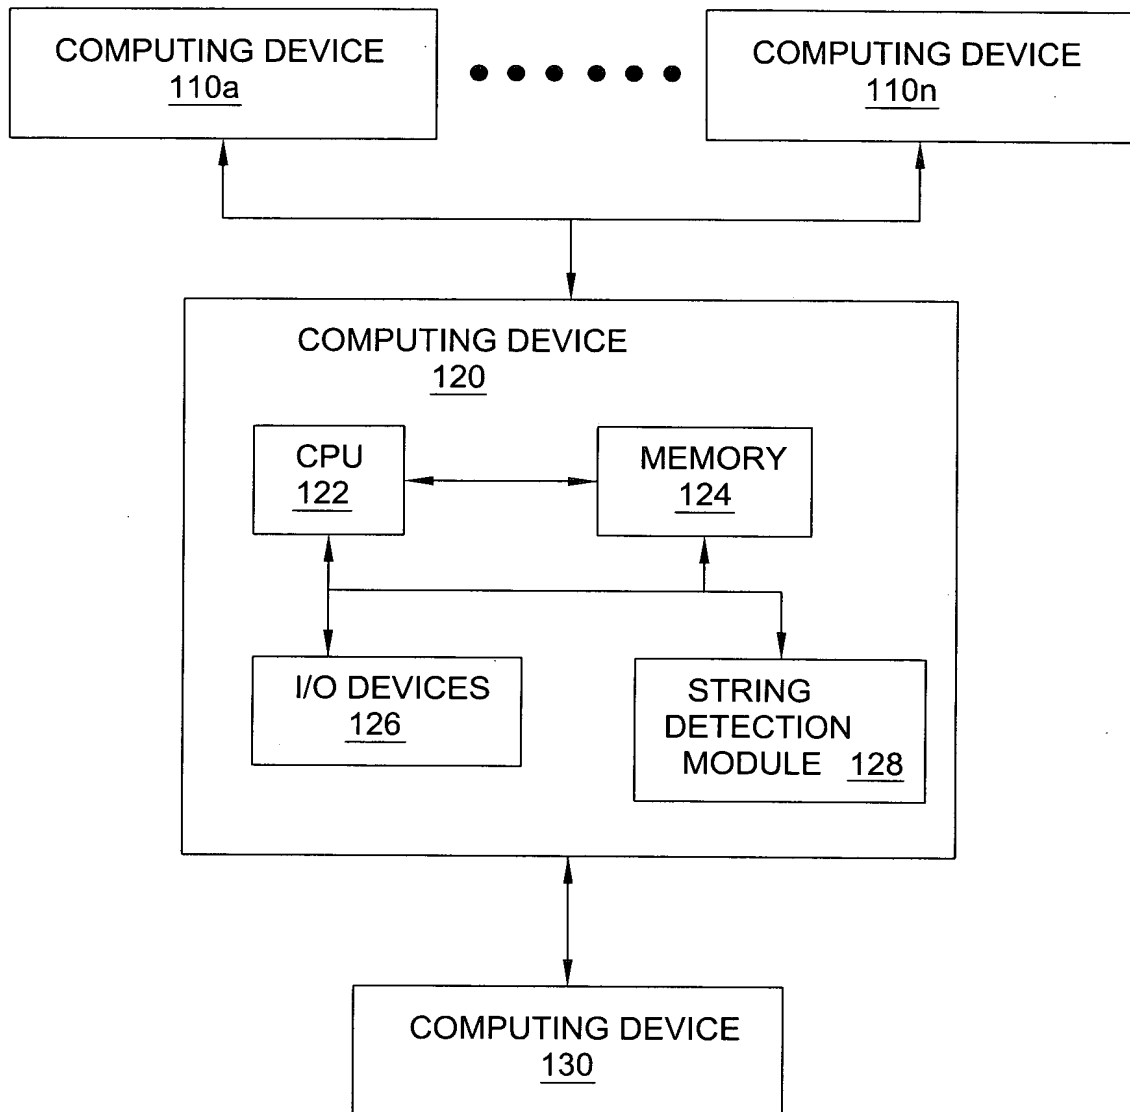 COMPUTING DEVICE
110a
COMPUTING DEVICE
110n
COMPUTING DEVICE
120
CPU
122
MEMORY
124
I/O DEVICES
126
STRING
DETECTION
MODULE 128
COMPUTING DEVICE
130